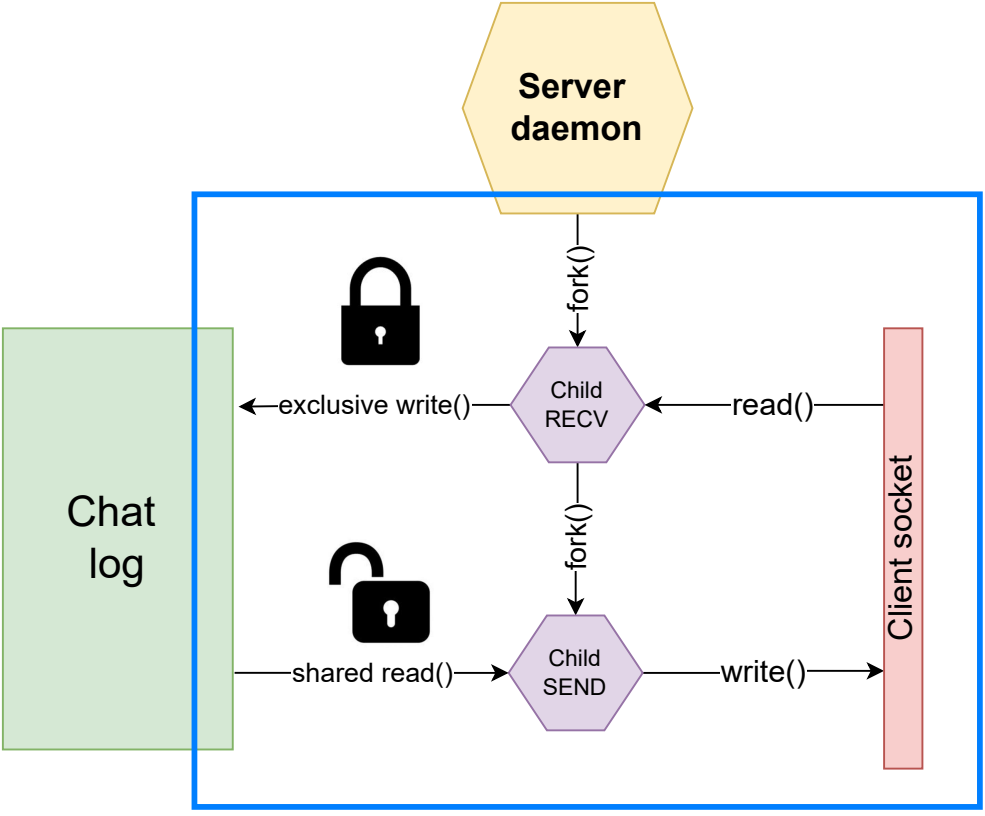 Server
daemon
fork()
exclusive write()
Child
RECV
read()
Chat
log
fork()
Client socket
shared read()
Child
SEND
write()